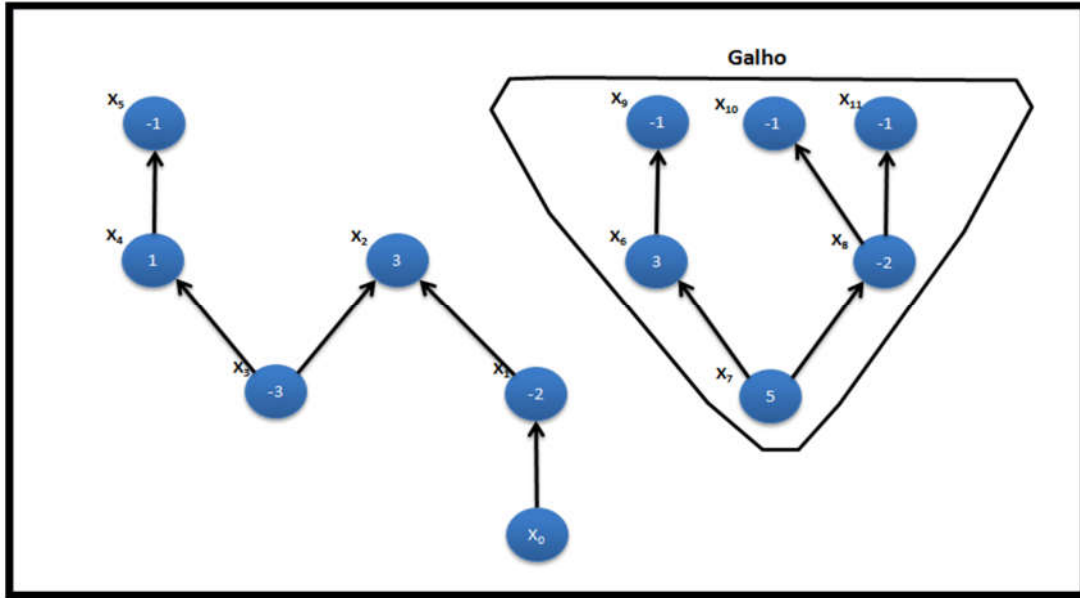 Galho
X₅
-1
X₉
-1
X₁₀
-1
X₁₁
-1
X₄
1
X₂
3
X₆
3
X₈
-2
X₃
-3
X₁
-2
X₇
5
X₀